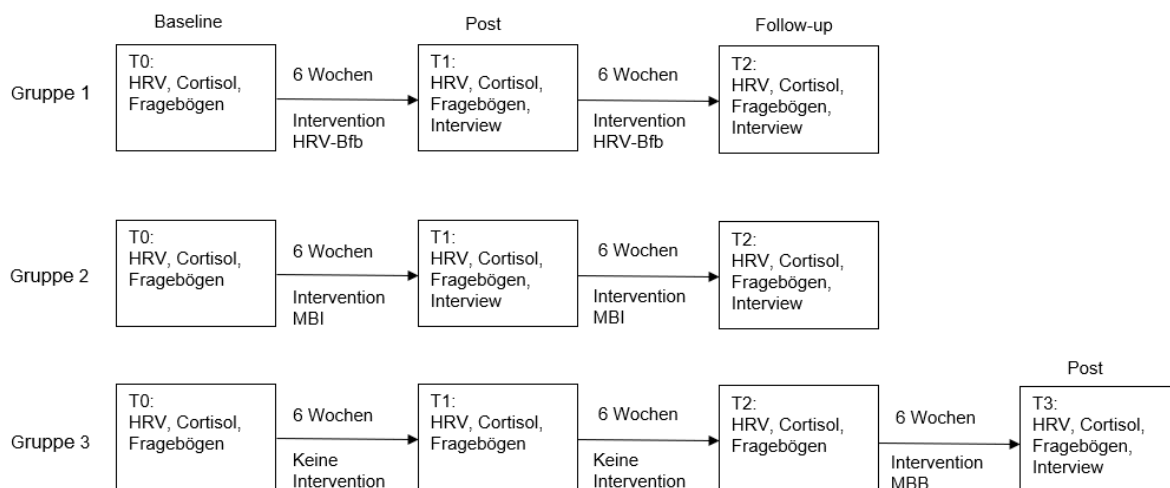 Baseline
Post
Follow-up
Gruppe 1
T0:
HRV, Cortisol,
Fragebögen
6 Wochen
Intervention
HRV-Bfb
T1:
HRV, Cortisol,
Fragebögen,
Interview
6 Wochen
Intervention
HRV-Bfb
T2:
HRV, Cortisol,
Fragebögen,
Interview
Gruppe 2
T0:
HRV, Cortisol,
Fragebögen
6 Wochen
Intervention
MBI
T1:
HRV, Cortisol,
Fragebögen,
Interview
6 Wochen
Intervention
MBI
T2:
HRV, Cortisol,
Fragebögen,
Interview
Post
Gruppe 3
T0:
HRV, Cortisol,
Fragebögen
6 Wochen
Keine
Intervention
T1:
HRV, Cortisol,
Fragebögen
6 Wochen
Keine
Intervention
T2:
HRV, Cortisol,
Fragebögen
6 Wochen
Intervention
MBB
T3:
HRV, Cortisol,
Fragebögen,
Interview